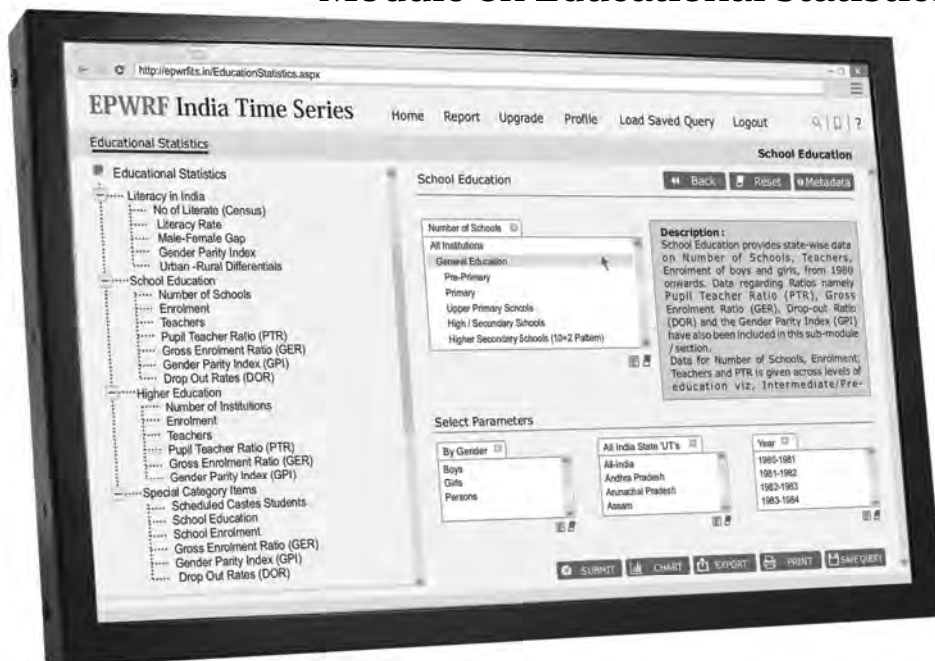 Module on Educational Statistics
http://epwrfits.in/EducationStatistics.aspx
EPWRF India Time Series
Home Report Upgrade Profile Load Saved Query Logout ?
Educational Statistics
School Education
Educational Statistics
Literacy in India
No of Literate (Census)
Literacy Rate
Male-Female Gap
Gender Parity Index
Urban -Rural Differentials
School Education
Number of Schools
Enrolment
Teachers
Pupil Teacher Ratio (PTR)
Gross Enrolment Ratio (GER)
Gender Parity Index (GPI)
Drop Out Rates (DOR)
Higher Education
Number of Institutions
Enrolment
Teachers
Pupil Teacher Ratio (PTR)
Gross Enrolment Ratio (GER)
Gender Parity Index (GPI)
Special Category Items
Scheduled Castes Students
School Education
School Enrolment
Gross Enrolment Ratio (GER)
Gender Parity Index (GPI)
Drop Out Rates (DOR)
School Education
Back Reset Metadata
Number of Schools
All Institutions
General Education
Pre-Primary
Primary
Upper Primary Schools
High / Secondary Schools
Higher Secondary Schools (10+2 Pattern)
Description :
School Education provides state-wise data
on Number of Schools, Teachers,
Enrolment of boys and girls, from 1980
onwards. Data regarding Ratios namely
Pupil Teacher Ratio (PTR), Gross
Enrolment Ratio (GER), Drop-out Ratio
(DOR) and the Gender Parity Index (GPI)
have also been included in this sub-module
/ section.
Data for Number of Schools, Enrolment,
Teachers and PTR is given across levels of
education viz, Intermediate/Pre-
Select Parameters
By Gender
Boys
Girls
Persons
All India State 'UT's
All-India
Andhra Pradesh
Arunachal Pradesh
Assam
Year
1980-1981
1981-1982
1982-1983
1983-1984
SUBMIT CHART EXPORT PRINT SAVE QUERY